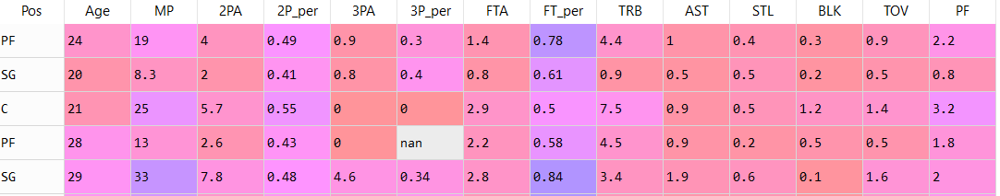 Pos Age MP 2PA 2P_per 3PA 3P_per FTA FT_per TRB AST STL BLK TOV PF
PF 24 19 4 0.49 0.9 0.3 1.4 0.78 4.4 1 0.4 0.3 0.9 2.2
SG 20 8.3 2 0.41 0.8 0.4 0.8 0.61 0.9 0.5 0.5 0.2 0.5 0.8
C 21 25 5.7 0.55 0 0 2.9 0.5 7.5 0.9 0.5 1.2 1.4 3.2
PF 28 13 2.6 0.43 0 nan 2.2 0.58 4.5 0.9 0.2 0.5 0.5 1.8
SG 29 33 7.8 0.48 4.6 0.34 2.8 0.84 3.4 1.9 0.6 0.1 1.6 2